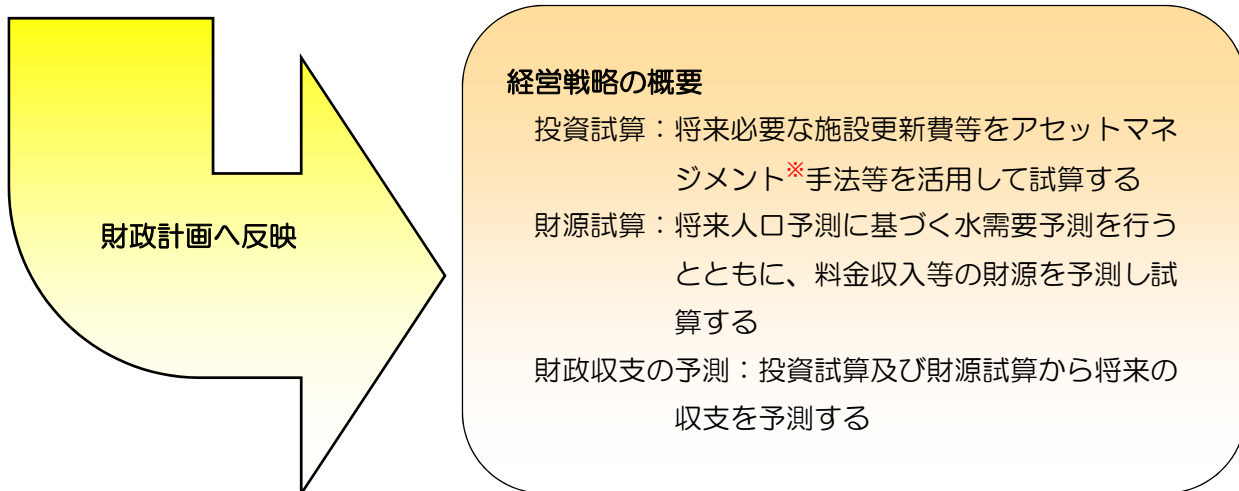 財政計画へ反映
経営戦略の概要
投資試算：将来必要な施設更新費等をアセットマネ
ジメント※手法等を活用して試算する
財源試算：将来人口予測に基づく水需要予測を行う
とともに、料金収入等の財源を予測し試
算する
財政収支の予測：投資試算及び財源試算から将来の
収支を予測する